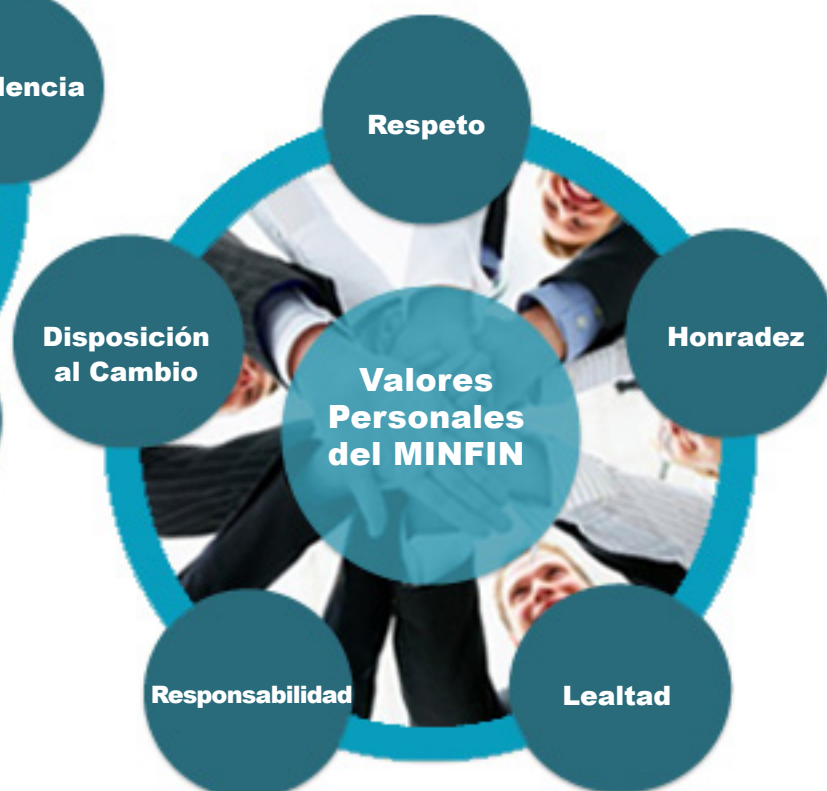 Respeto
Disposición
al Cambio
Honradez
Valores
Personales
del MINFIN
Responsabilidad
Lealtad